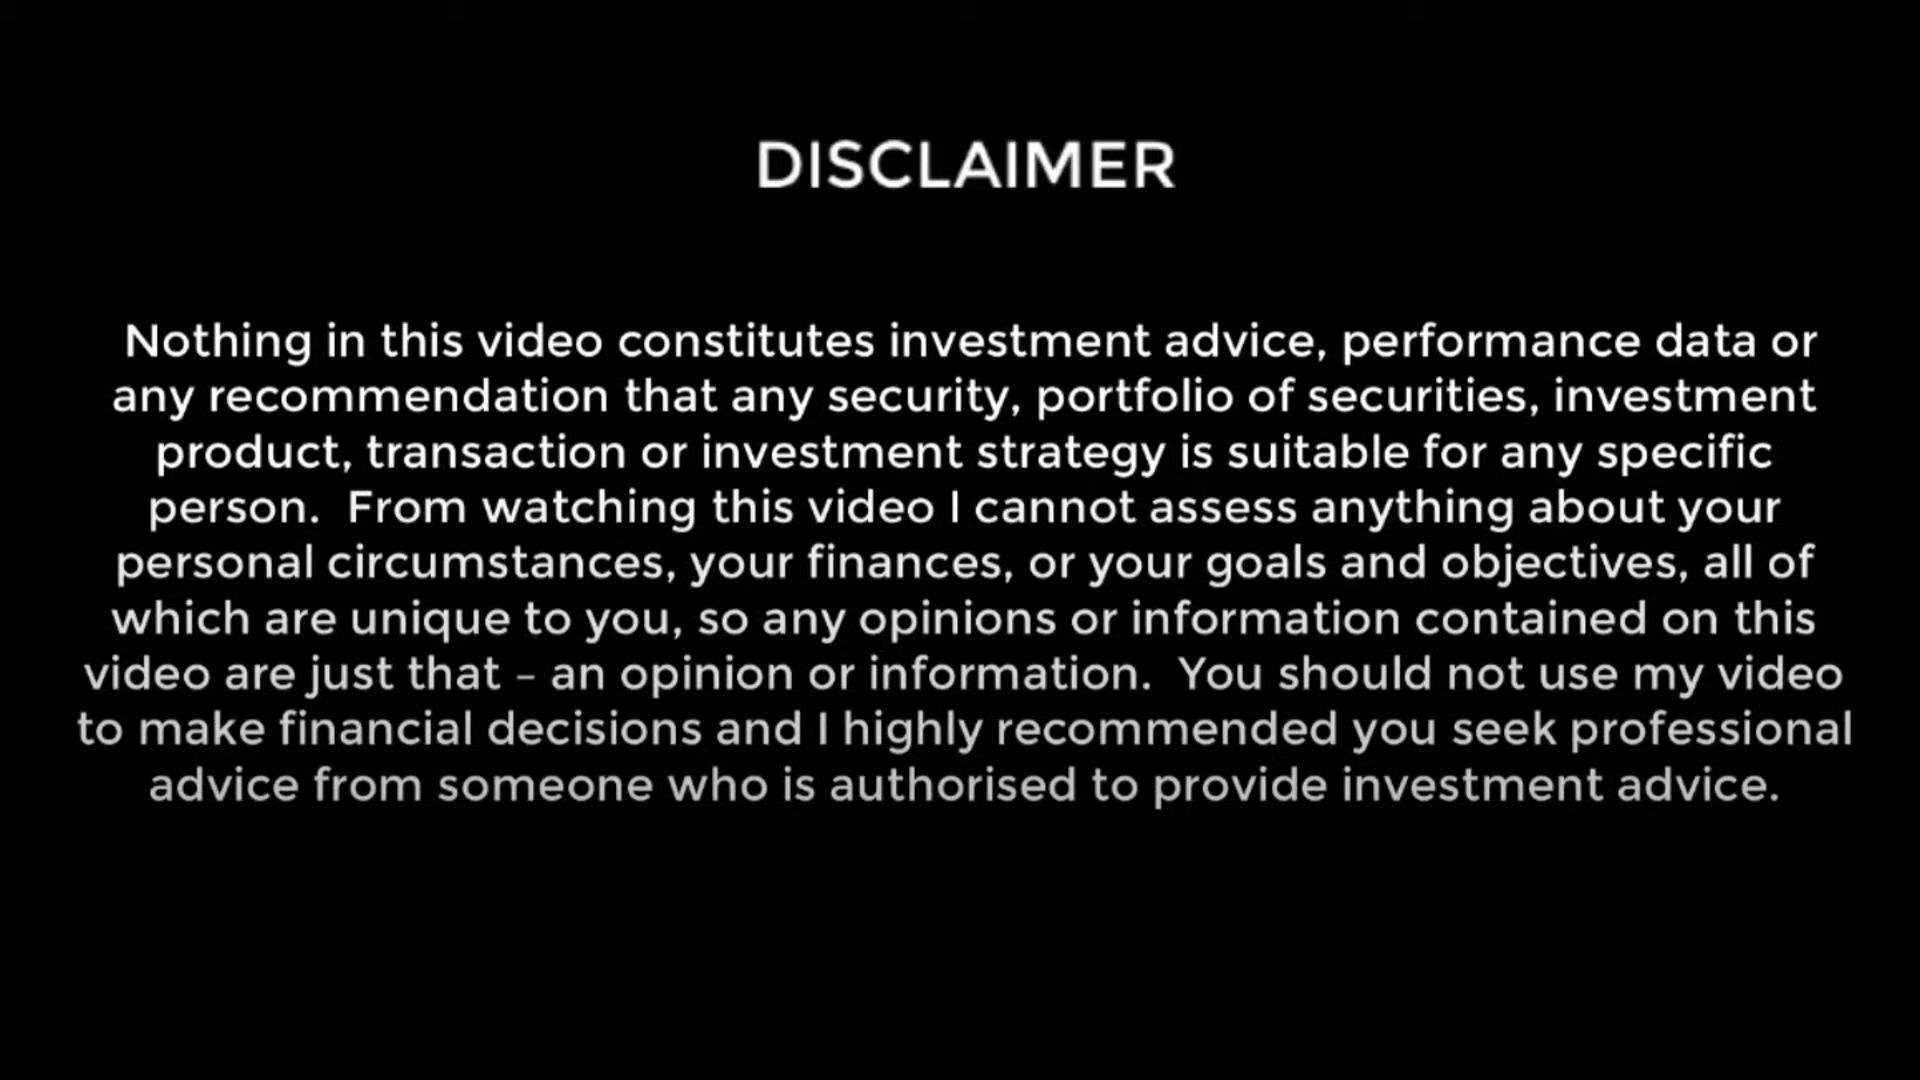 DISCLAIMER
Nothing in this video constitutes investment advice, performance data or
any recommendation that any security, portfolio of securities, investment
product, transaction or investment strategy is suitable for any specific
person.  From watching this video I cannot assess anything about your
personal circumstances, your finances, or your goals and objectives, all of
which are unique to you, so any opinions or information contained on this
video are just that – an opinion or information.  You should not use my video
to make financial decisions and I highly recommended you seek professional
advice from someone who is authorised to provide investment advice.